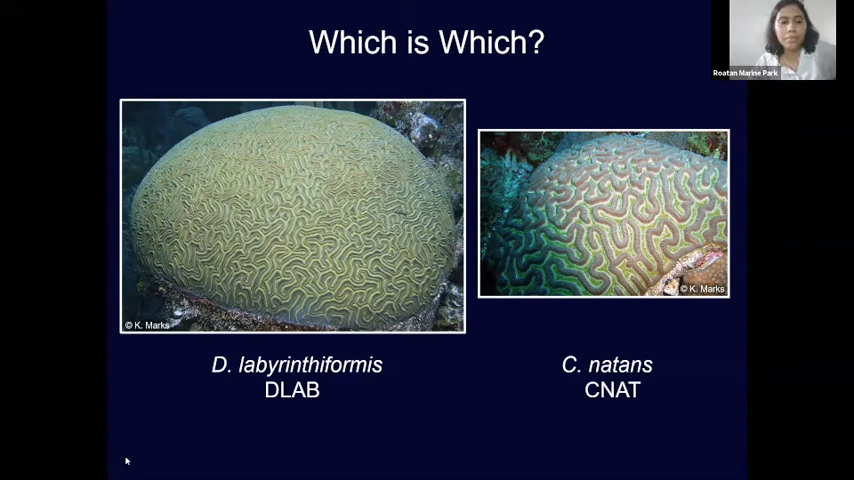 Which is Which?
Roatan Marine Park
© K. Marks
© K. Marks
D. labyrinthiformis
DLAB
C. natans
CNAT